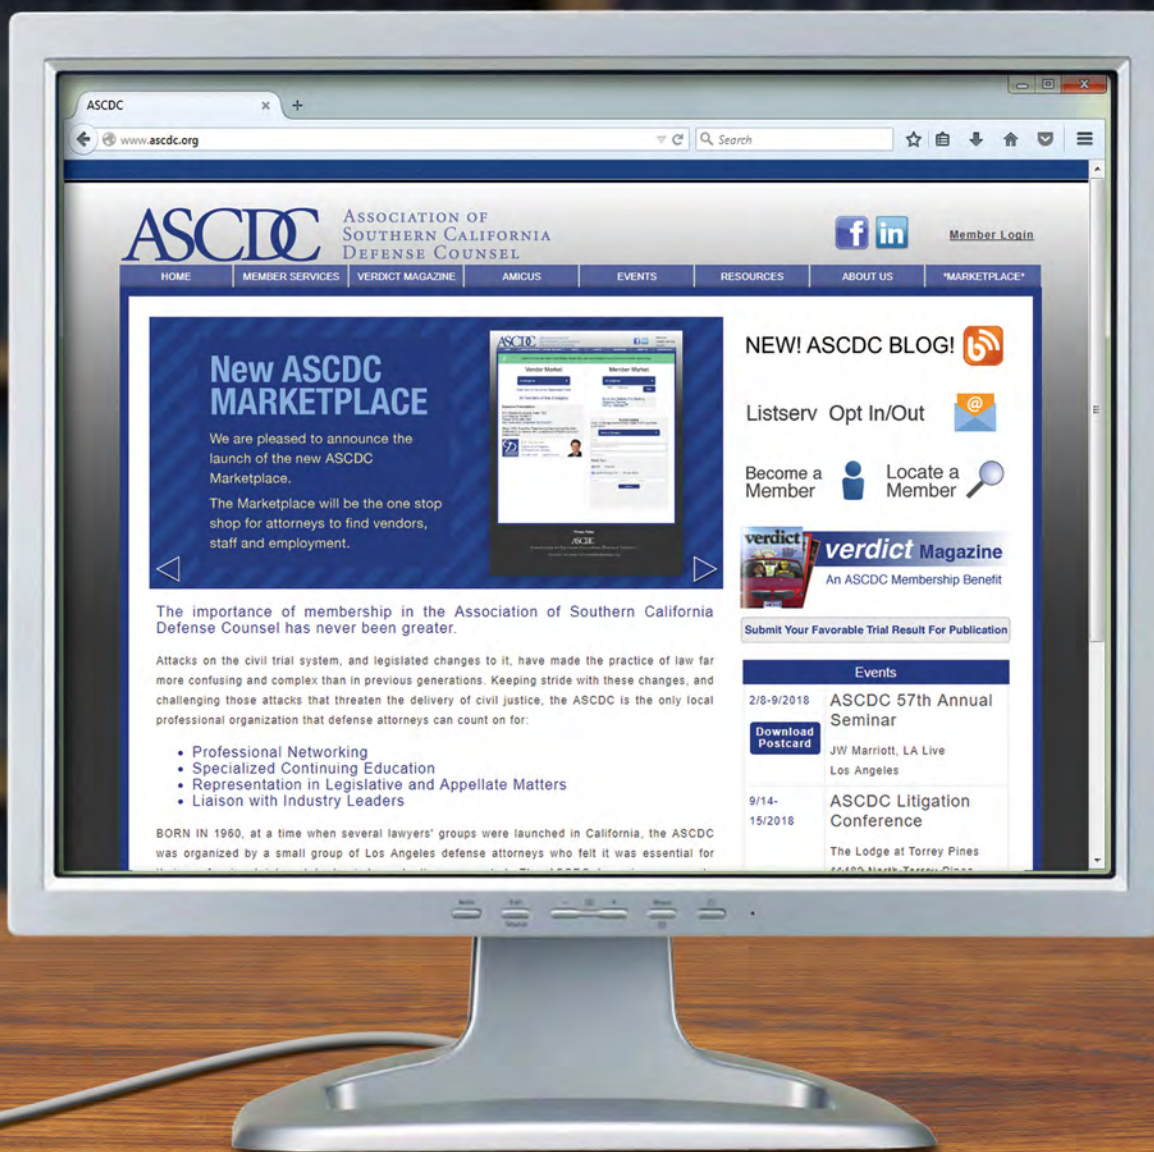 ASCDC
www.ascdc.org
Search
ASCDC
ASSOCIATION OF
SOUTHERN CALIFORNIA
DEFENSE COUNSEL
f in
Member Login
HOME MEMBER SERVICES VERDICT MAGAZINE AMICUS EVENTS RESOURCES ABOUT US *MARKETPLACE*
New ASCDC
MARKETPLACE
We are pleased to announce the
launch of the new ASCDC
Marketplace.
The Marketplace will be the one stop
shop for attorneys to find vendors,
staff and employment.
ASCDC
Vendor Market
Member Market
ASCDC
NEW! ASCDC BLOG!
Listserv Opt In/Out
@
Become a
Member
Locate a
Member
verdict
verdict Magazine
An ASCDC Membership Benefit
Submit Your Favorable Trial Result For Publication
The importance of membership in the Association of Southern California
Defense Counsel has never been greater.
Attacks on the civil trial system, and legislated changes to it, have made the practice of law far
more confusing and complex than in previous generations. Keeping stride with these changes, and
challenging those attacks that threaten the delivery of civil justice, the ASCDC is the only local
professional organization that defense attorneys can count on for:
• Professional Networking
• Specialized Continuing Education
• Representation in Legislative and Appellate Matters
• Liaison with Industry Leaders
BORN IN 1960, at a time when several lawyers' groups were launched in California, the ASCDC
was organized by a small group of Los Angeles defense attorneys who felt it was essential for
Events
2/8-9/2018
Download
Postcard
ASCDC 57th Annual
Seminar
JW Marriott, LA Live
Los Angeles
9/14-
15/2018
ASCDC Litigation
Conference
The Lodge at Torrey Pines